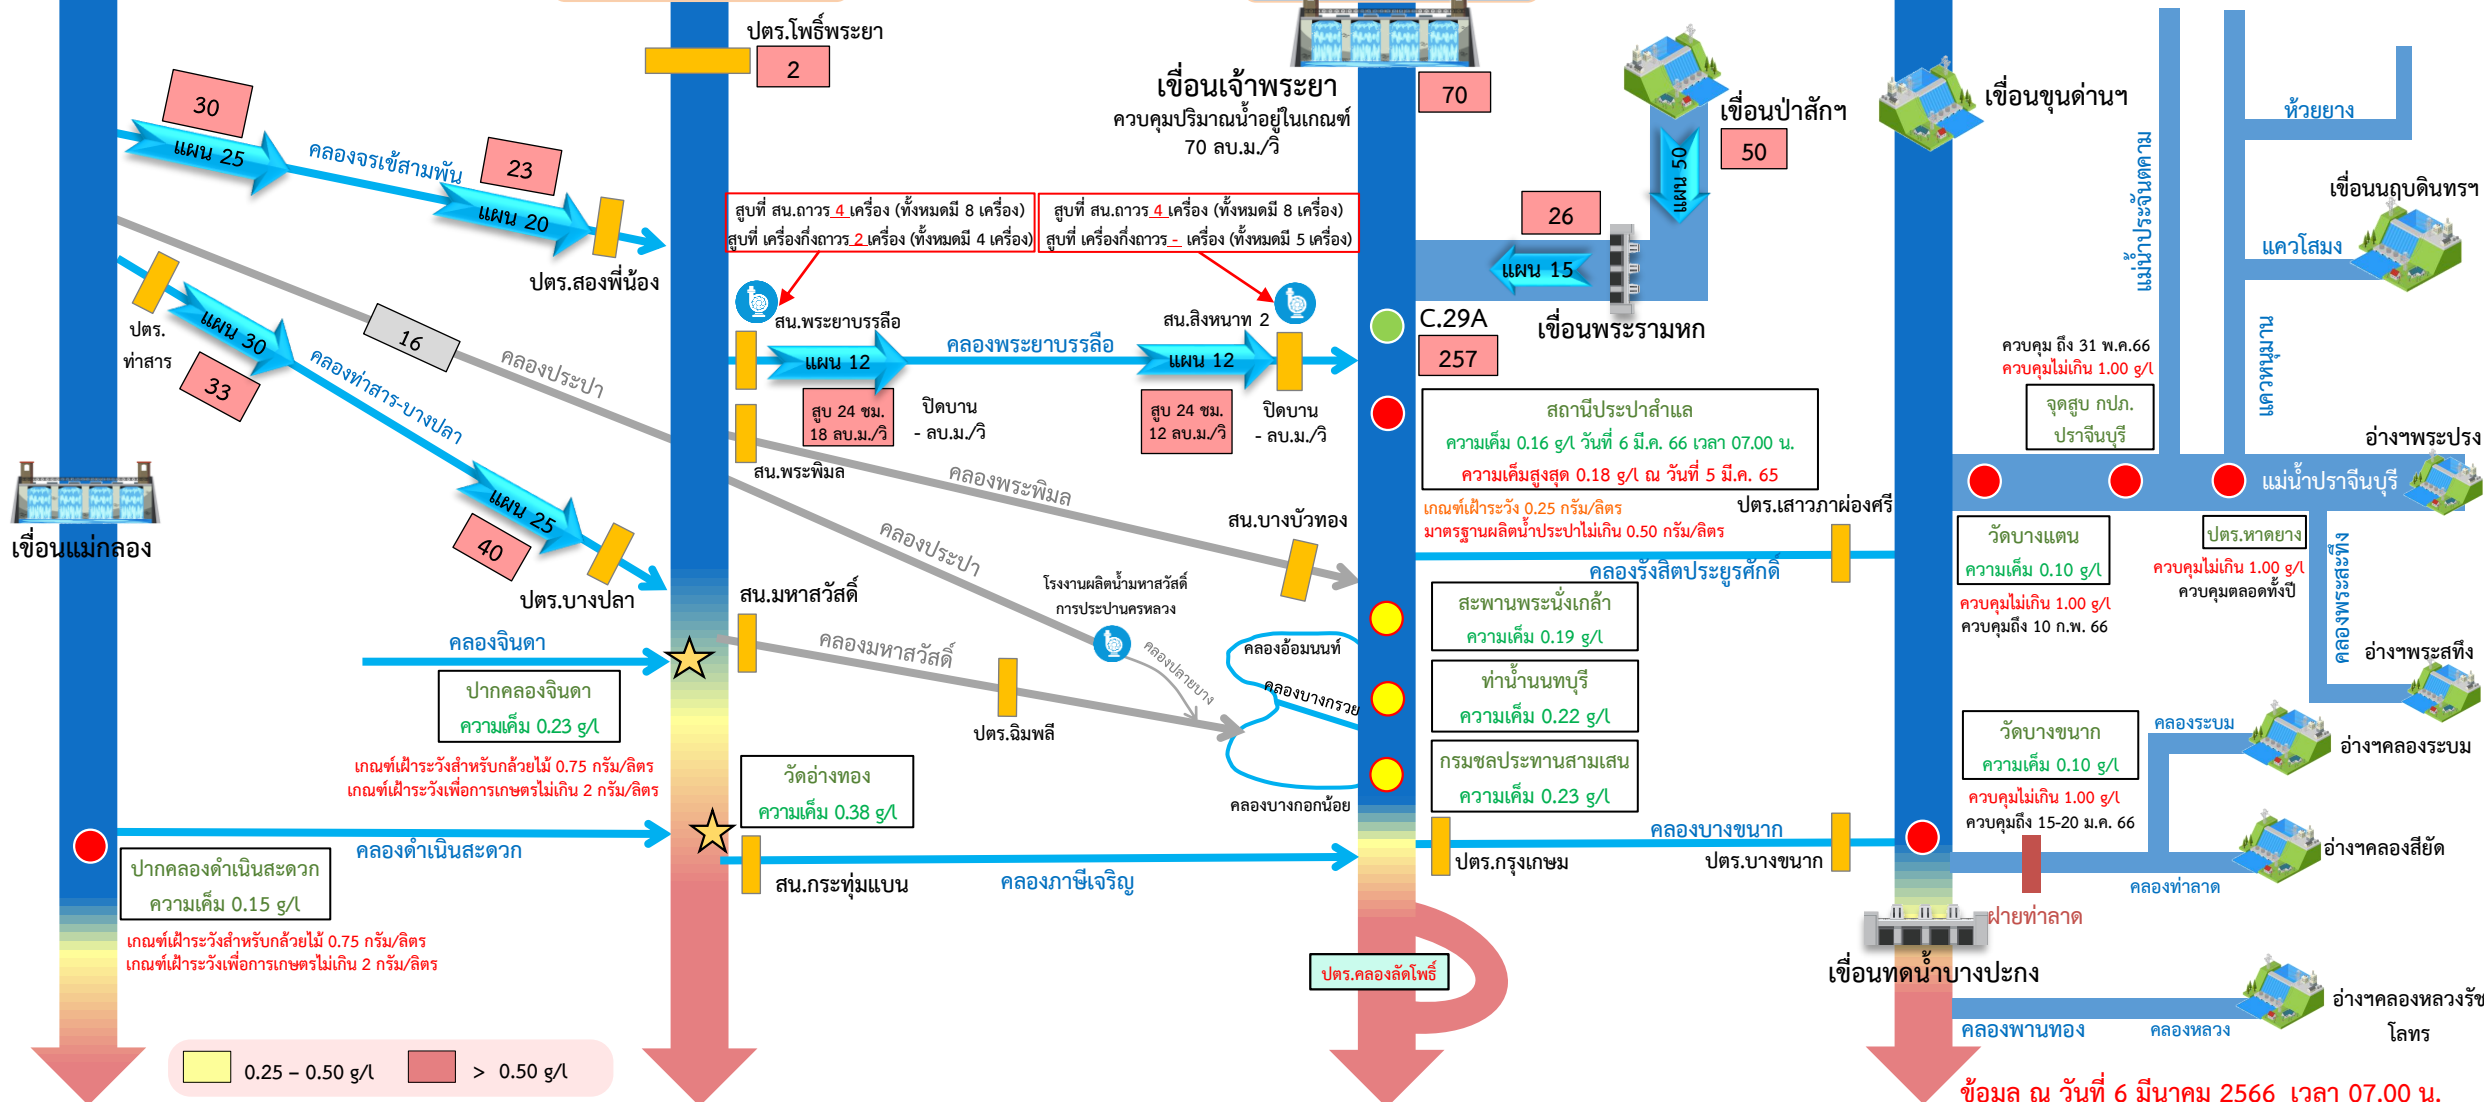 ปตร.โพธิ์พระยา
2
30
แผน 25
คลองจรเข้สามพัน
23
แผน 20
ปตร.สองพี่น้อง
เขื่อนเจ้าพระยา
ควบคุมปริมาณน้ำอยู่ในเกณฑ์
70 ลบ.ม./วิ
70
เขื่อนป่าสักฯ
50
แผน 50
26
แผน 15
เขื่อนพระรามหก
เขื่อนขุนด่านฯ
ห้วยยาง
แม่น้ำประจันตคาม
เขื่อนนฤบดินทรฯ
แควโสมง
แควหนุมาน
สูบที่ สน.ถาวร 4 เครื่อง (ทั้งหมดมี 8 เครื่อง)
สูบที่ เครื่องกึ่งถาวร 2 เครื่อง (ทั้งหมดมี 4 เครื่อง)
สูบที่ สน.ถาวร 4 เครื่อง (ทั้งหมดมี 8 เครื่อง)
สูบที่ เครื่องกึ่งถาวร - เครื่อง (ทั้งหมดมี 5 เครื่อง)
ปตร.
ท่าสาร
แผน 30
33
16
คลองประปา
คลองท่าสาร-บางปลา
สน.พระยาบรรลือ
แผน 12
คลองพระยาบรรลือ
สน.สิงหนาท 2
แผน 12
C.29A
257
สูบ 24 ชม.
18 ลบ.ม./วิ
ปิดบาน
- ลบ.ม./วิ
สูบ 24 ชม.
12 ลบ.ม./วิ
ปิดบาน
- ลบ.ม./วิ
สถานีประปาสำแล
ความเค็ม 0.16 g/l วันที่ 6 มี.ค. 66 เวลา 07.00 น.
ความเค็มสูงสุด 0.18 g/l ณ วันที่ 5 มี.ค. 65
เกณฑ์เฝ้าระวัง 0.25 กรัม/ลิตร
มาตรฐานผลิตน้ำประปาไม่เกิน 0.50 กรัม/ลิตร
ปตร.เสาวภาผ่องศรี
คลองรังสิตประยูรศักดิ์
ควบคุม ถึง 31 พ.ค.66
ควบคุมไม่เกิน 1.00 g/l
จุดสูบ กปภ.
ปราจีนบุรี
อ่างฯพระปรง
แม่น้ำปราจีนบุรี
วัดบางแตน
ความเค็ม 0.10 g/l
ควบคุมไม่เกิน 1.00 g/l
ควบคุมถึง 10 ก.พ. 66
ปตร.หาดยาง
ควบคุมไม่เกิน 1.00 g/l
ควบคุมตลอดทั้งปี
คลองพระสะทึง
อ่างฯพระสทึง
เขื่อนแม่กลอง
แผน 25
40
ปตร.บางปลา
สน.พระพิมล
คลองพระพิมล
สน.บางบัวทอง
คลองประปา
โรงงานผลิตน้ำมหาสวัสดิ์
การประปานครหลวง
สน.มหาสวัสดิ์
คลองมหาสวัสดิ์
คลองปลายบาง
ปตร.ฉิมพลี
คลองอ้อมนนท์
คลองบางกรวย
คลองบางกอกน้อย
สะพานพระนั่งเกล้า
ความเค็ม 0.19 g/l
ท่าน้ำนนทบุรี
ความเค็ม 0.22 g/l
กรมชลประทานสามเสน
ความเค็ม 0.23 g/l
คลองจินดา
ปากคลองจินดา
ความเค็ม 0.23 g/l
เกณฑ์เฝ้าระวังสำหรับกล้วยไม้ 0.75 กรัม/ลิตร
เกณฑ์เฝ้าระวังเพื่อการเกษตรไม่เกิน 2 กรัม/ลิตร
วัดอ่างทอง
ความเค็ม 0.38 g/l
คลองดำเนินสะดวก
ปากคลองดำเนินสะดวก
ความเค็ม 0.15 g/l
เกณฑ์เฝ้าระวังสำหรับกล้วยไม้ 0.75 กรัม/ลิตร
เกณฑ์เฝ้าระวังเพื่อการเกษตรไม่เกิน 2 กรัม/ลิตร
สน.กระทุ่มแบน
คลองภาษีเจริญ
ปตร.กรุงเกษม
คลองบางขนาก
ปตร.บางขนาก
วัดบางขนาก
ความเค็ม 0.10 g/l
ควบคุมไม่เกิน 1.00 g/l
ควบคุมถึง 15-20 ม.ค. 66
คลองระบม
อ่างฯคลองระบม
อ่างฯคลองสียัด
คลองท่าลาด
ฝายท่าลาด
เขื่อนทดน้ำบางปะกง
ปตร.คลองลัดโพธิ์
อ่างฯคลองหลวงรัช
โลทร
คลองพานทอง
คลองหลวง
0.25 – 0.50 g/l
> 0.50 g/l
ข้อมูล ณ วันที่ 6 มีนาคม 2566 เวลา 07.00 น.